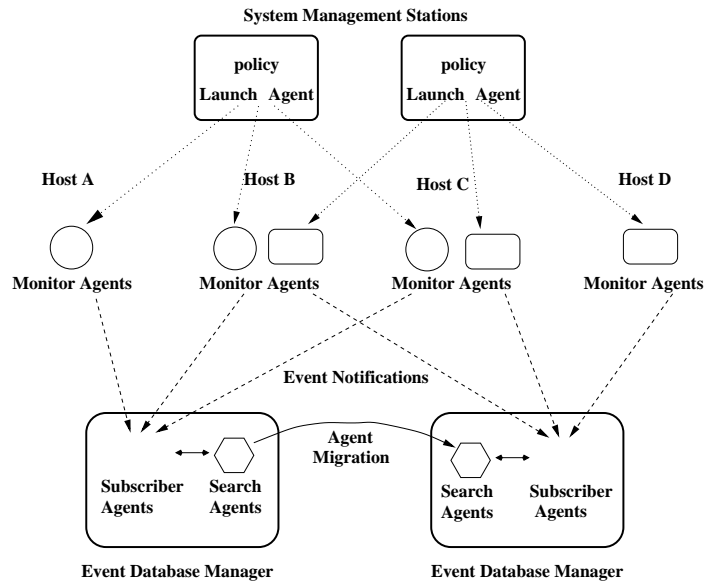 System Management Stations
policy
Launch Agent
policy
Launch Agent
Host A
Host B
Host C
Host D
Monitor Agents
Monitor Agents
Monitor Agents
Monitor Agents
Event Notifications
Agent
Migration
Subscriber
Agents
Search
Agents
Search
Agents
Subscriber
Agents
Event Database Manager
Event Database Manager